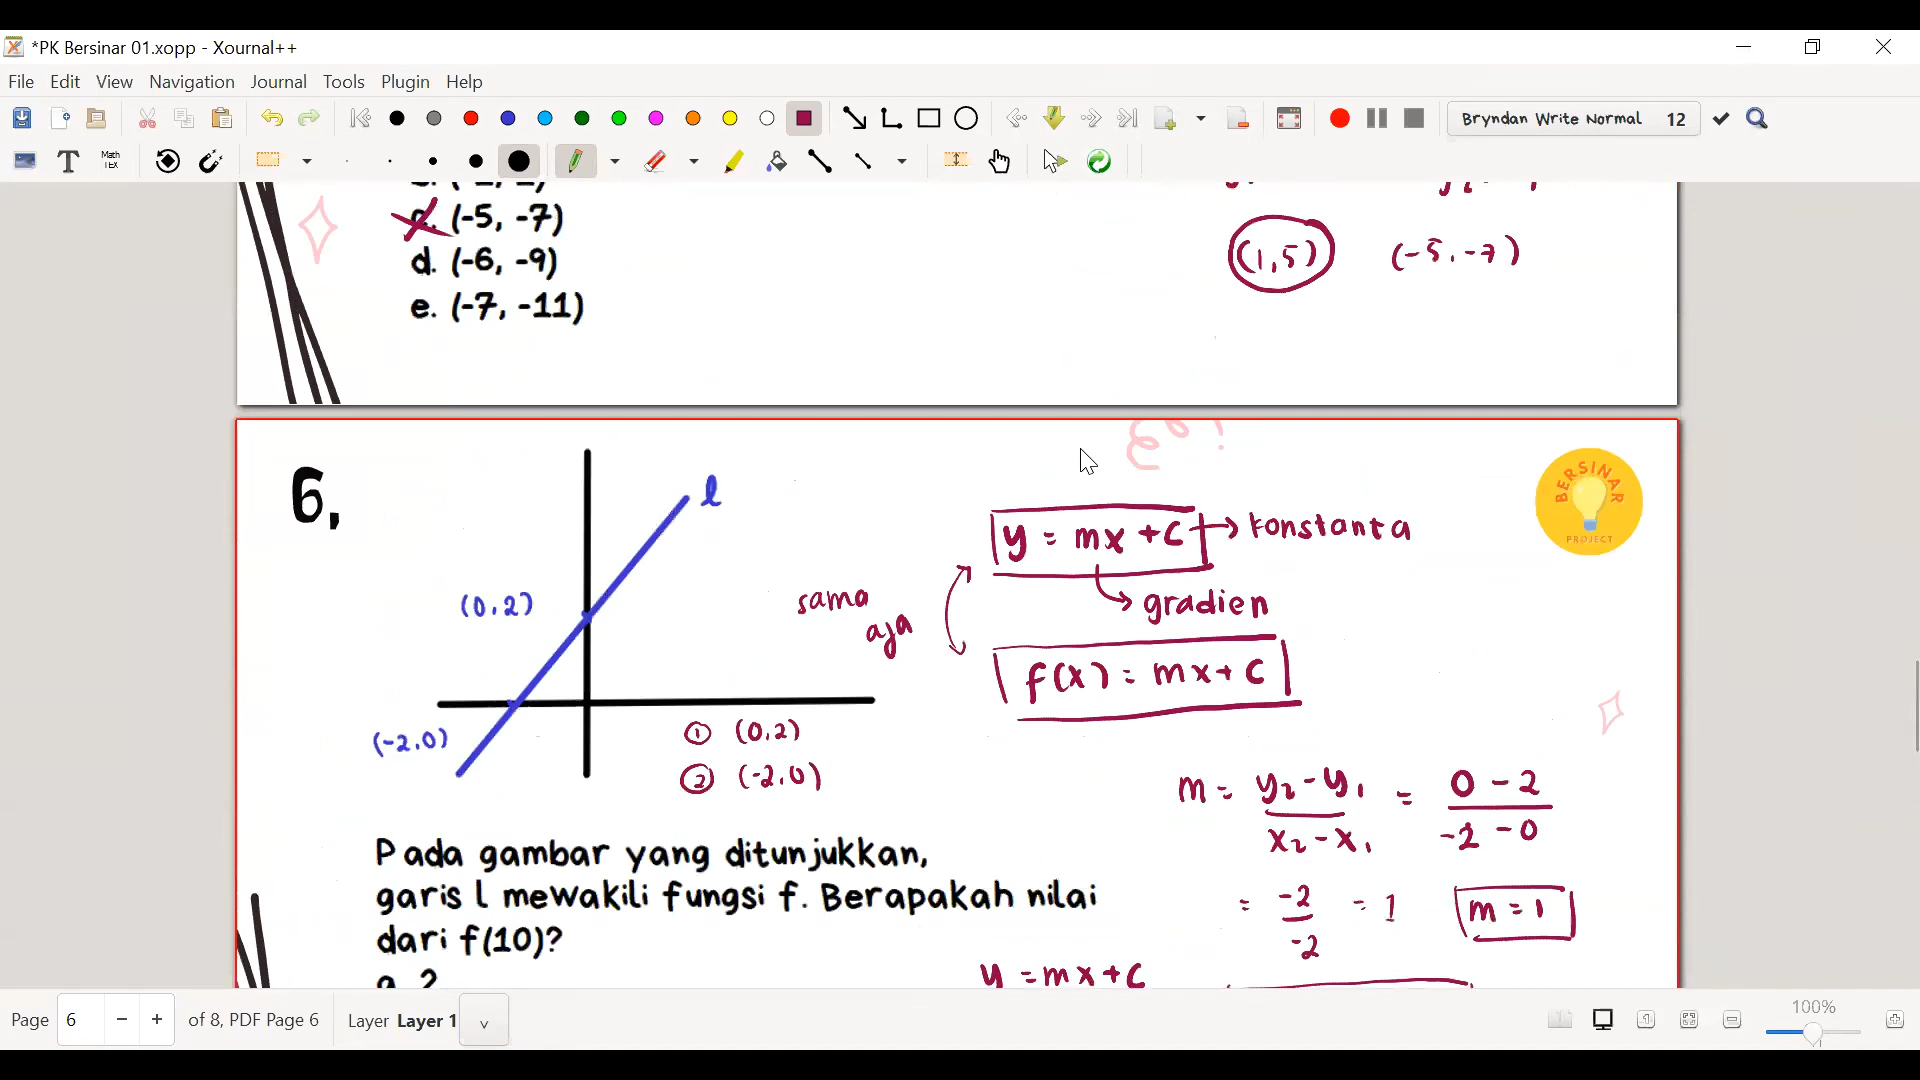 *PK Bersinar 01.xopp - Xournal++
File Edit View Navigation Journal Tools Plugin Help
Bryndan Write Normal 12
T Math TEX
(-5, -7)
d. (-6, -9)
e. (-7, -11)
(1,5) (-5,-7)
6,
l
(0,2)
(-2,0)
① (0,2)
② (-2,0)
y = mx + c → konstanta
gradien
sama
aja
f(x) = mx + c
BERSINAR
PROJECT
m = y₂ - y₁ / x₂ - x₁ = 0 - 2 / -2 - 0
= -2 / -2 = 1 m = 1
Pada gambar yang ditunjukkan,
garis l mewakili fungsi f. Berapakah nilai
dari f(10)?
y = mx + c
Page 6 of 8, PDF Page 6 Layer Layer 1
100%